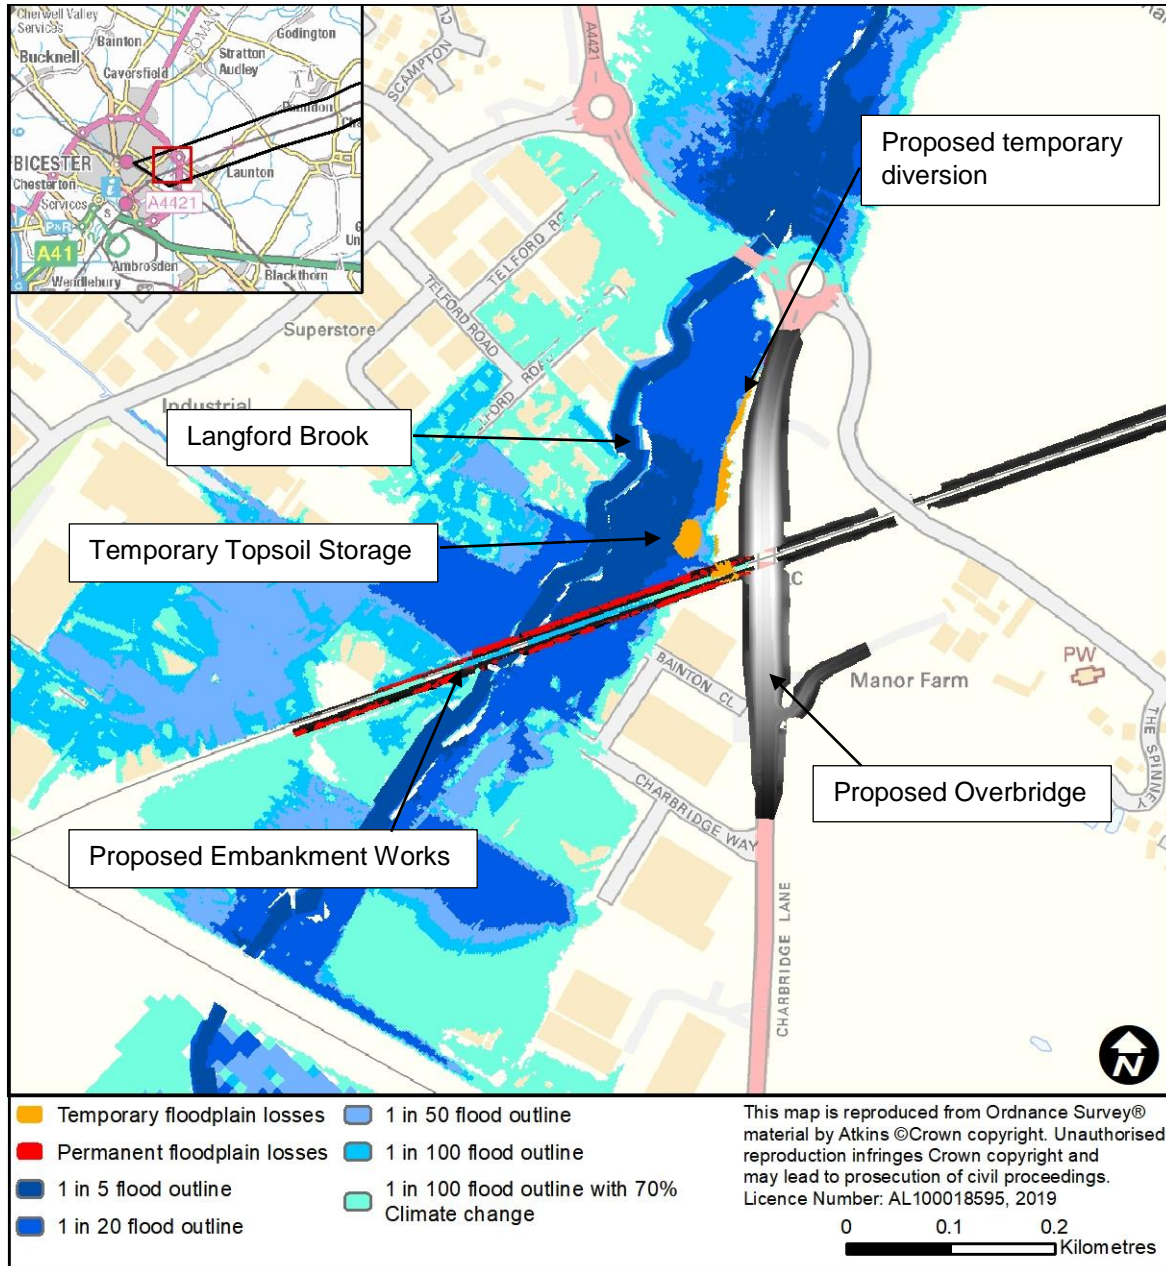 Cherwell Valley
Services
Bainton
Bucknell
Caversfield
ROMAN
Godington
Stratton
Audley
BICESTER
Chesterton
Services
P&R
A41
A4421
Launton
Ambrosden
Wendlebury
Blackthorn
SCAMPTON
A4421
Proposed temporary
diversion
TELFORD
TELFORD ROAD
Superstore
Industrial
Langford Brook
Temporary Topsoil Storage
BAINTON CL
Manor Farm
PW
THE SPINNEY
Proposed Overbridge
CHARBRIDGE WAY
Proposed Embankment Works
CHARBRIDGE LANE
N
Temporary floodplain losses
Permanent floodplain losses
1 in 5 flood outline
1 in 20 flood outline
1 in 50 flood outline
1 in 100 flood outline
1 in 100 flood outline with 70%
Climate change
This map is reproduced from Ordnance Survey®
material by Atkins ©Crown copyright. Unauthorised
reproduction infringes Crown copyright and
may lead to prosecution of civil proceedings.
Licence Number: AL100018595, 2019
0 0.1 0.2
Kilometres